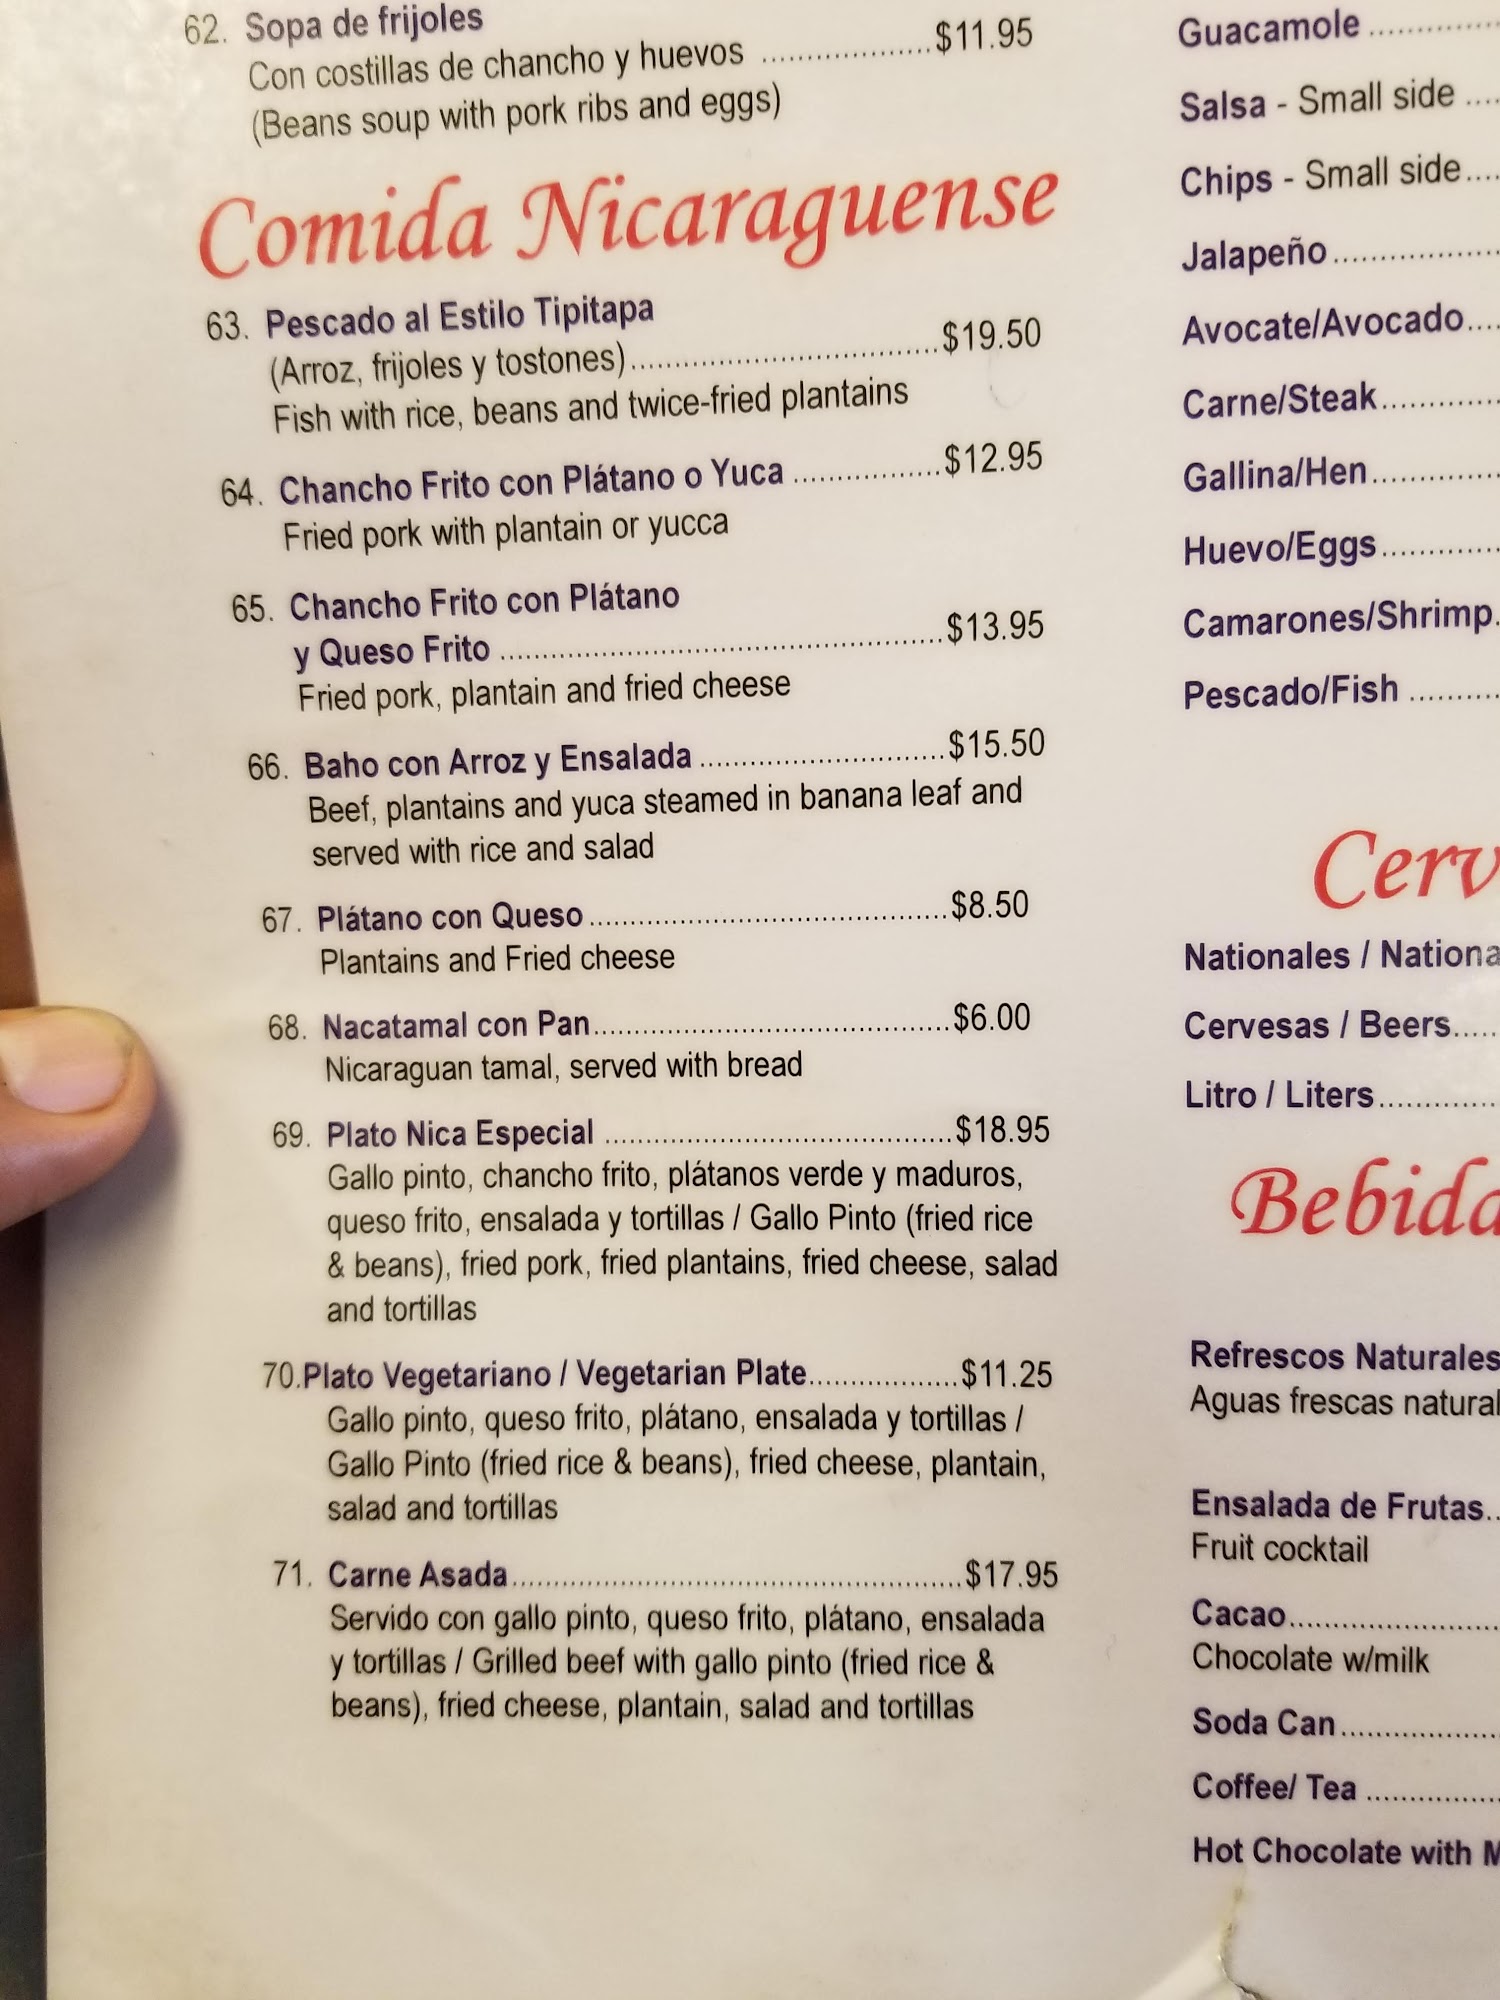 62. Sopa de frijoles
Con costillas de chancho y huevos ....................$11.95
(Beans soup with pork ribs and eggs)
Comida Nicaraguense
63. Pescado al Estilo Tipitapa
(Arroz, frijoles y tostones)....................$19.50
Fish with rice, beans and twice-fried plantains
64. Chancho Frito con Plátano o Yuca ....................$12.95
Fried pork with plantain or yucca
65. Chancho Frito con Plátano
y Queso Frito ....................$13.95
Fried pork, plantain and fried cheese
66. Baho con Arroz y Ensalada ....................$15.50
Beef, plantains and yuca steamed in banana leaf and
served with rice and salad
67. Plátano con Queso ....................$8.50
Plantains and Fried cheese
68. Nacatamal con Pan....................$6.00
Nicaraguan tamal, served with bread
69. Plato Nica Especial ....................$18.95
Gallo pinto, chancho frito, plátanos verde y maduros,
queso frito, ensalada y tortillas / Gallo Pinto (fried rice
& beans), fried pork, fried plantains, fried cheese, salad
and tortillas
70.Plato Vegetariano / Vegetarian Plate....................$11.25
Gallo pinto, queso frito, plátano, ensalada y tortillas /
Gallo Pinto (fried rice & beans), fried cheese, plantain,
salad and tortillas
71. Carne Asada....................$17.95
Servido con gallo pinto, queso frito, plátano, ensalada
y tortillas / Grilled beef with gallo pinto (fried rice &
beans), fried cheese, plantain, salad and tortillas
Guacamole ..........
Salsa - Small side ....
Chips - Small side....
Jalapeño ..........
Avocate/Avocado....
Carne/Steak..........
Gallina/Hen..........
Huevo/Eggs..........
Camarones/Shrimp.
Pescado/Fish ..........
Cerv
Nationales / Nationa
Cervesas / Beers.....
Litro / Liters..........
Bebida
Refrescos Naturales
Aguas frescas natural
Ensalada de Frutas..
Fruit cocktail
Cacao....................
Chocolate w/milk
Soda Can...............
Coffee/ Tea ..........
Hot Chocolate with M